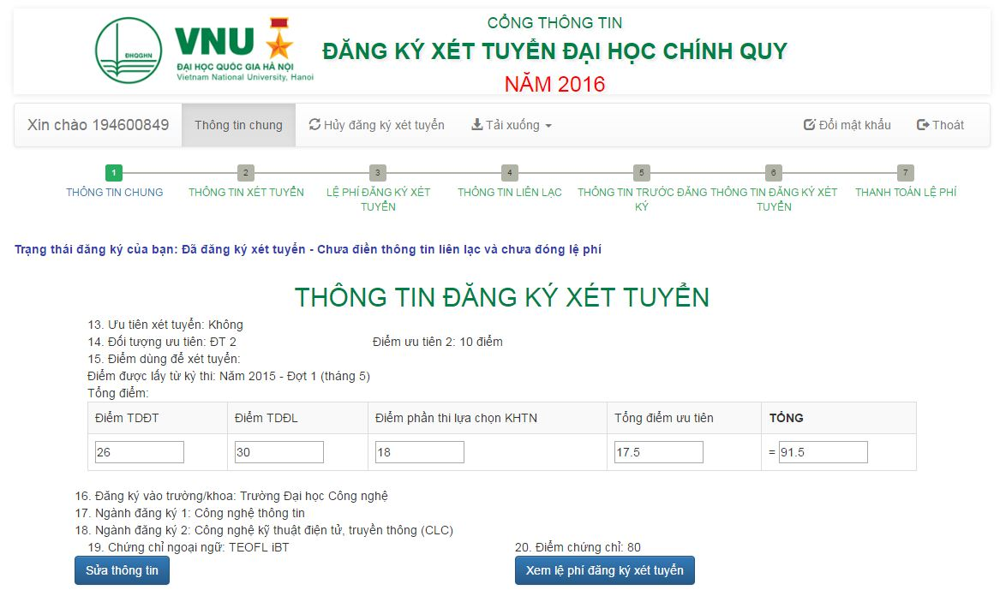 ĐHQGHN
VNU
ĐẠI HỌC QUỐC GIA HÀ NỘI
Vietnam National University, Hanoi
CỔNG THÔNG TIN
ĐĂNG KÝ XÉT TUYỂN ĐẠI HỌC CHÍNH QUY
NĂM 2016
Xin chào 194600849 Thông tin chung Hủy đăng ký xét tuyển Tải xuống Đổi mật khẩu Thoát
1 2 3 4 5 6 7
THÔNG TIN CHUNG
THÔNG TIN XÉT TUYỂN
LỆ PHÍ ĐĂNG KÝ XÉT
TUYỂN
THÔNG TIN LIÊN LẠC
THÔNG TIN TRƯỚC ĐĂNG
KÝ
THÔNG TIN ĐĂNG KÝ XÉT
TUYỂN
THANH TOÁN LỆ PHÍ
Trạng thái đăng ký của bạn: Đã đăng ký xét tuyển - Chưa điền thông tin liên lạc và chưa đóng lệ phí
THÔNG TIN ĐĂNG KÝ XÉT TUYỂN
13. Ưu tiên xét tuyển: Không
14. Đối tượng ưu tiên: ĐT 2 Điểm ưu tiên 2: 10 điểm
15. Điểm dùng để xét tuyển:
Điểm được lấy từ kỳ thi: Năm 2015 - Đợt 1 (tháng 5)
Tổng điểm:
Điểm TDĐT Điểm TDĐL Điểm phần thi lựa chọn KHTN Tổng điểm ưu tiên TỔNG
26 30 18 17.5 = 91.5
16. Đăng ký vào trường/khoa: Trường Đại học Công nghệ
17. Ngành đăng ký 1: Công nghệ thông tin
18. Ngành đăng ký 2: Công nghệ kỹ thuật điện tử, truyền thông (CLC)
19. Chứng chỉ ngoại ngữ: TEOFL iBT 20. Điểm chứng chỉ: 80
Sửa thông tin Xem lệ phí đăng ký xét tuyển